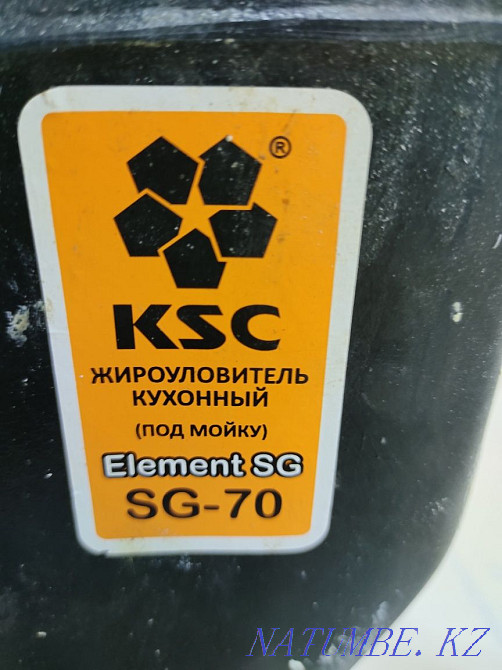 ®
KSC
ЖИРОУЛОВИТЕЛЬ
КУХОННЫЙ
(ПОД МОЙКУ)
Element SG
SG-70
NATUMBE.KZ